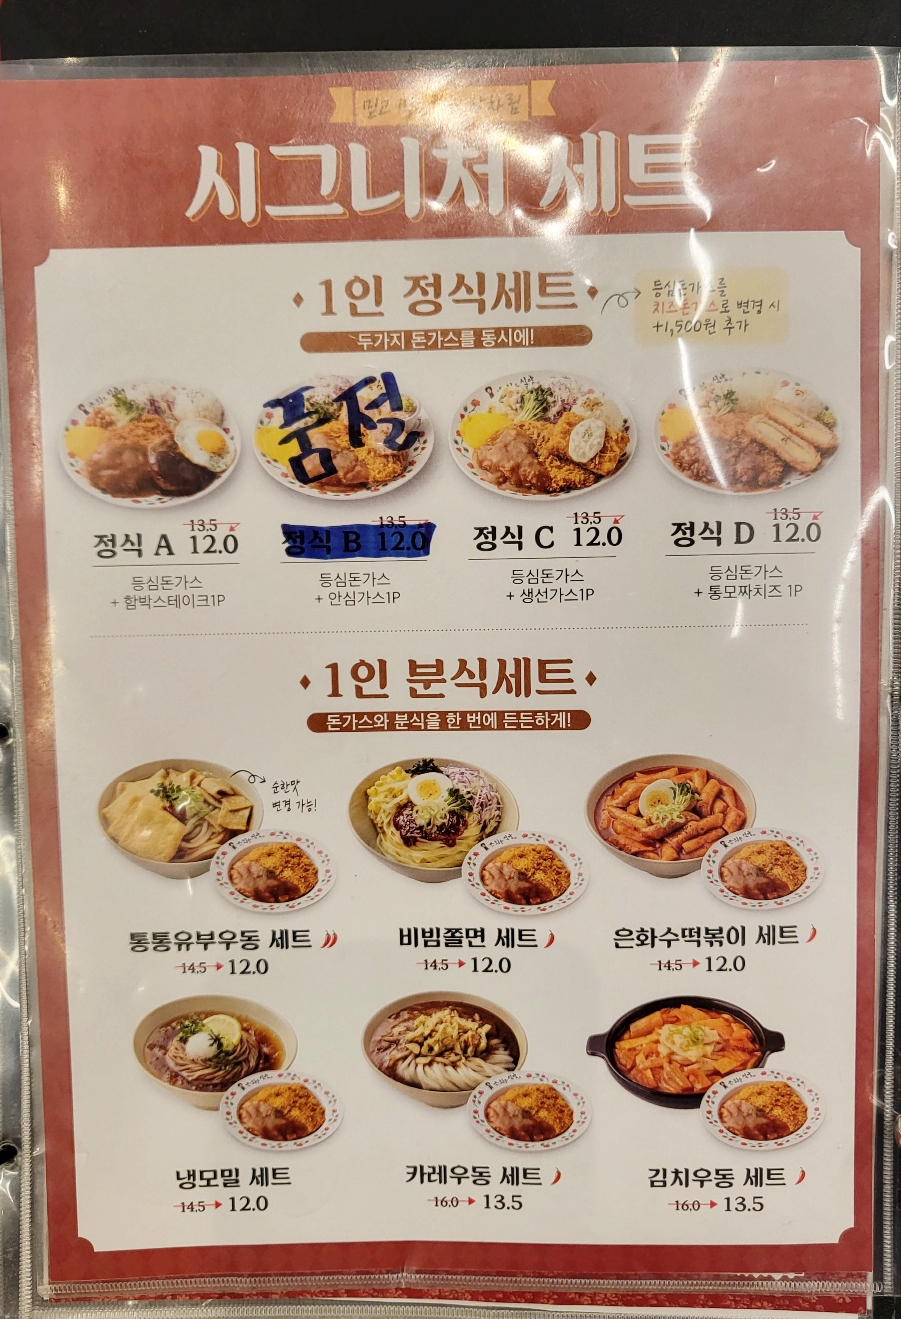 믿고
시그니처 세트
1인 정식세트
두가지 돈가스를 동시에!
등심돈가스를
치즈돈가스로 변경 시
+1,500원 추가
품절
정식 A 13.5 12.0
등심돈가스
+ 함박스테이크1P
정식 B 13.5 12.0
등심돈가스
+ 안심가스1P
정식 C 13.5 12.0
등심돈가스
+ 생선가스1P
정식 D 13.5 12.0
등심돈가스
+ 통모짜치즈 1P
1인 분식세트
돈가스와 분식을 한 번에 든든하게!
순한맛
변경 가능!
통통유부우동 세트
14.5 12.0
비빔쫄면 세트
14.5 12.0
은화수떡볶이 세트
14.5 12.0
냉모밀 세트
14.5 12.0
카레우동 세트
16.0 13.5
김치우동 세트
16.0 13.5